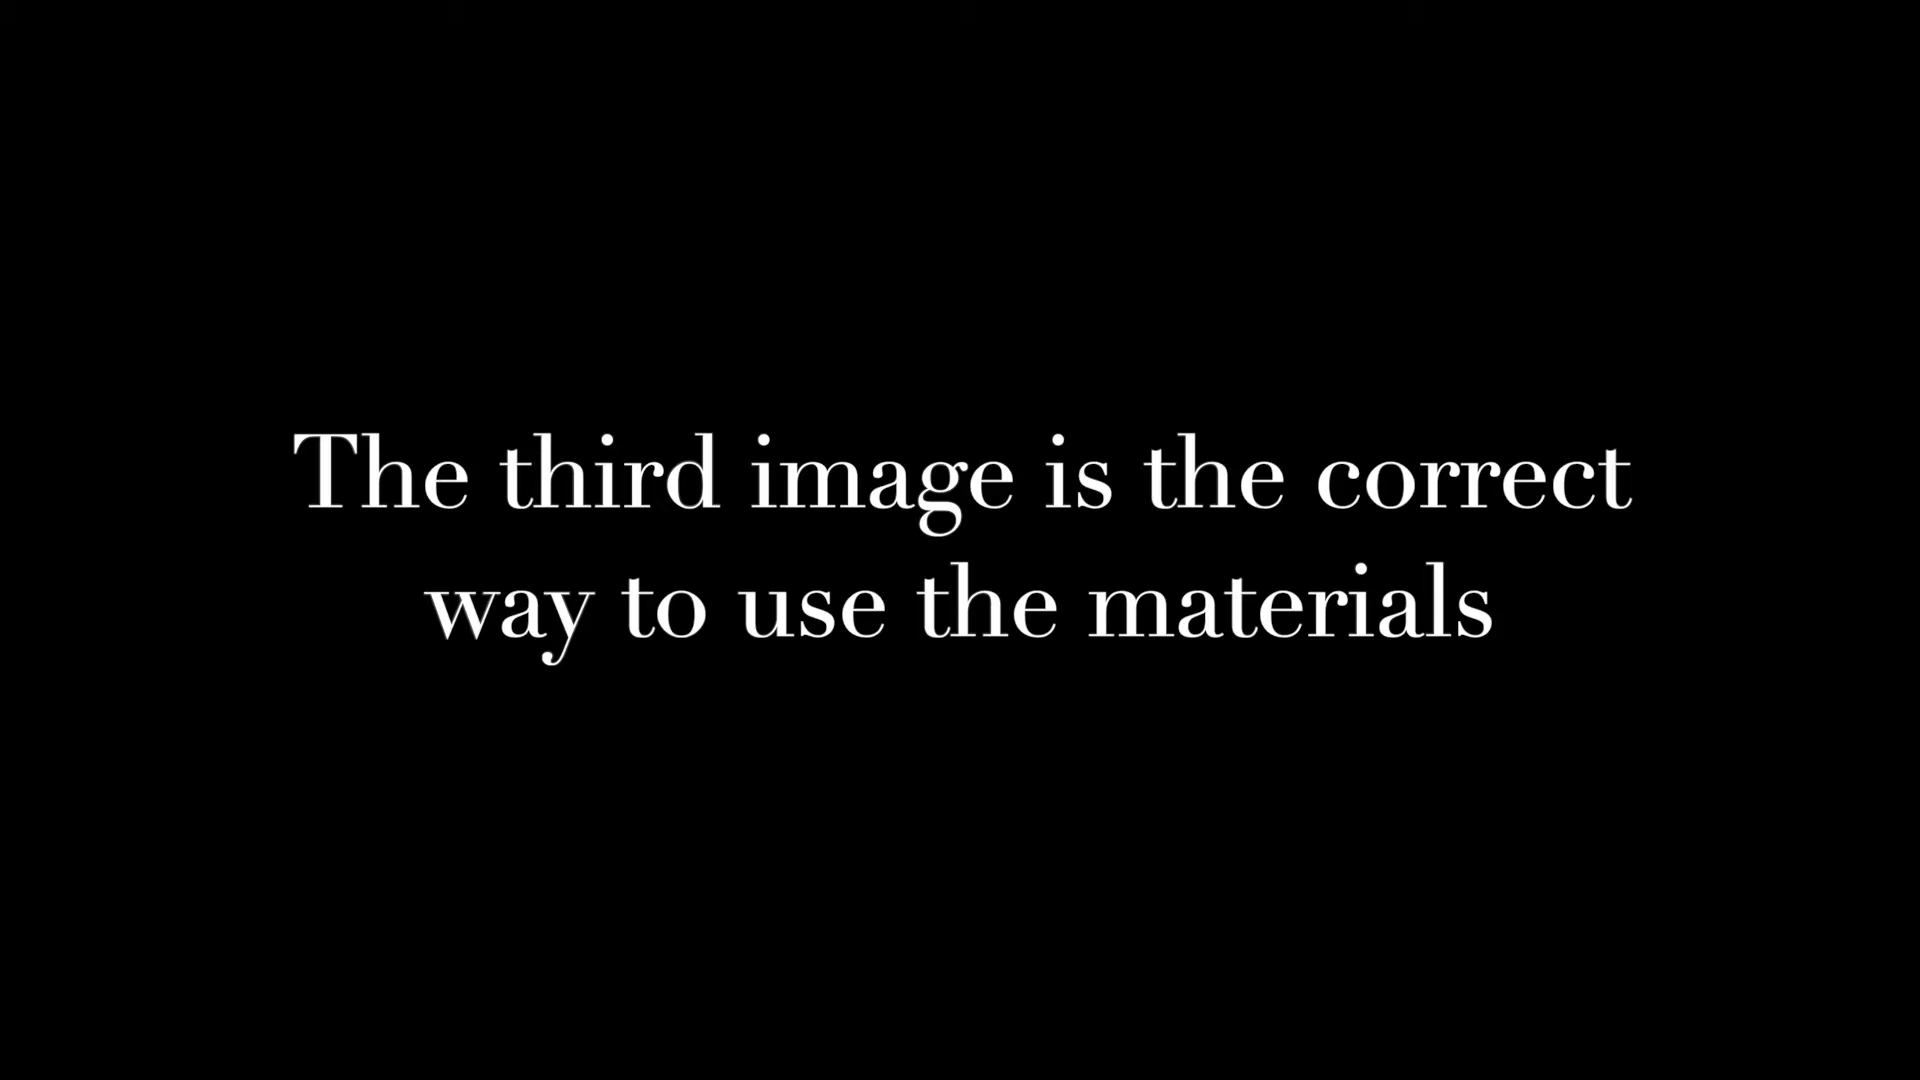 The third image is the correct
way to use the materials